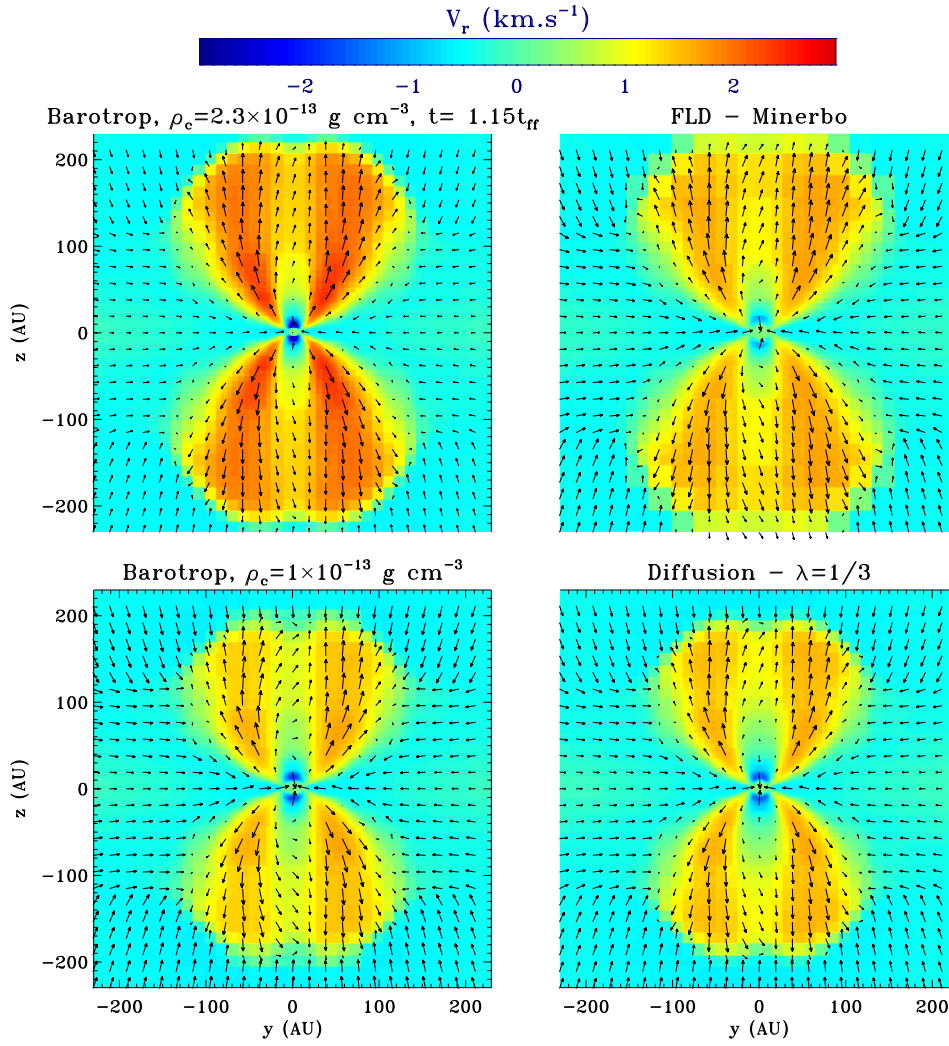 V_r (km.s⁻¹)
−2 −1 0 1 2
Barotrop, ρ_c=2.3×10⁻¹³ g cm⁻³, t= 1.15t_ff
FLD − Minerbo
200
100
0
−100
−200
z (AU)
Barotrop, ρ_c=1×10⁻¹³ g cm⁻³
Diffusion − λ=1/3
200
100
0
−100
−200
z (AU)
−200 −100 0 100 200
y (AU)
−200 −100 0 100 200
y (AU)